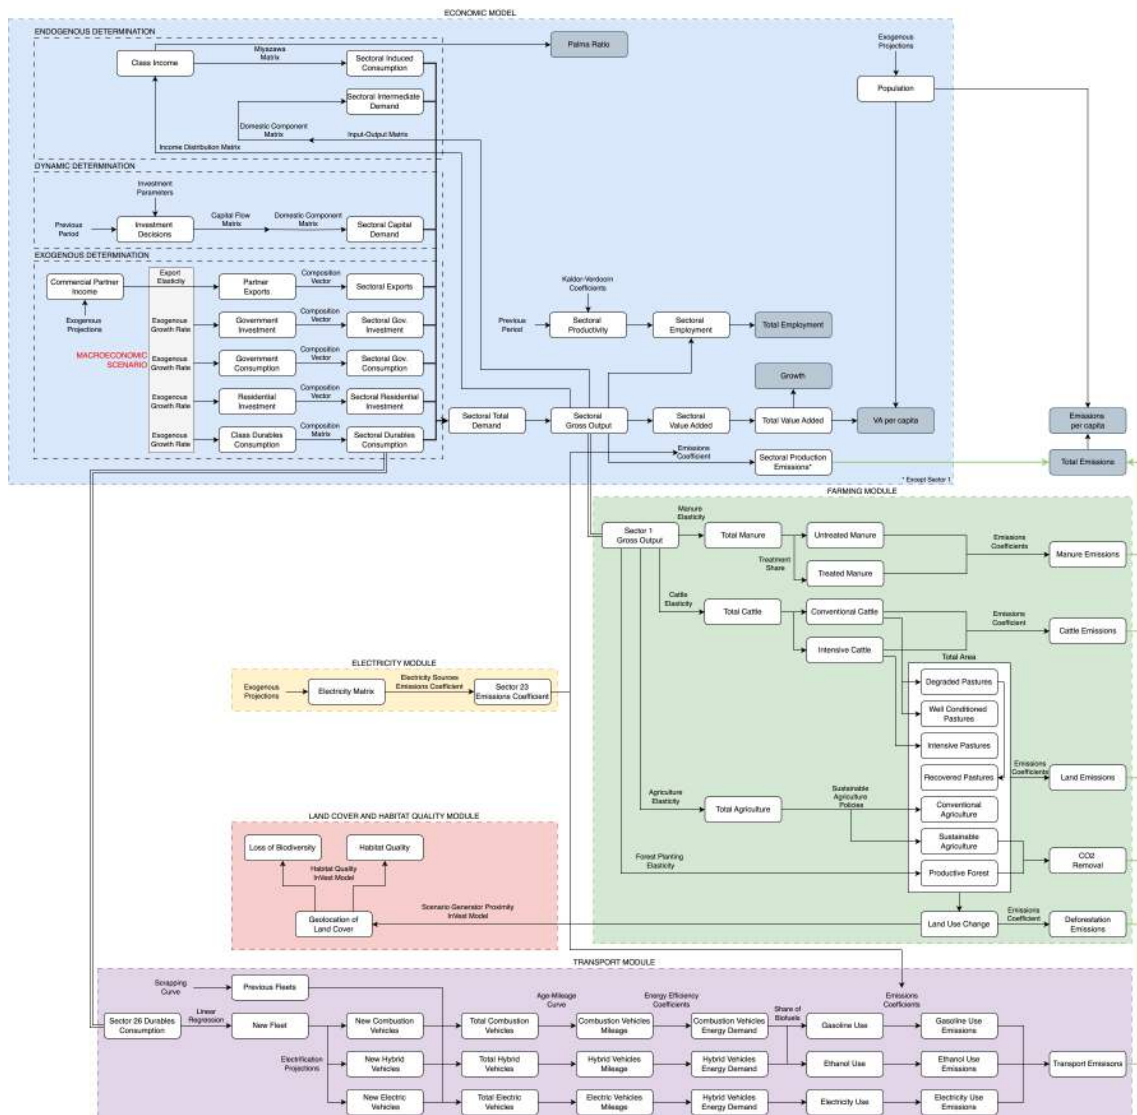 ECONOMIC MODEL
ENDOGENOUS DETERMINATION
Class Income
Miyazawa
Matrix
Sectoral Induced
Consumption
Palma Ratio
Exogenous
Projections
Population
Sectoral Intermediate
Demand
Domestic Component
Matrix
Input-Output Matrix
Income Distribution Matrix
DYNAMIC DETERMINATION
Investment
Parameters
Previous
Period
Investment
Decisions
Capital Flow
Matrix
Domestic Component
Matrix
Sectoral Capital
Demand
EXOGENOUS DETERMINATION
Commercial Partner
Income
Export
Elasticity
Partner
Exports
Composition
Vector
Sectoral Exports
Exogenous
Projections
Exogenous
Growth Rate
Government
Investment
Composition
Vector
Sectoral Gov.
Investment
MACROECONOMIC
SCENARIO
Exogenous
Growth Rate
Government
Consumption
Composition
Vector
Sectoral Gov.
Consumption
Exogenous
Growth Rate
Residential
Investment
Composition
Vector
Sectoral Residential
Investment
Exogenous
Growth Rate
Class Durables
Consumption
Composition
Matrix
Sectoral Durables
Consumption
Kaldor-Verdoorn
Coefficients
Previous
Period
Sectoral
Productivity
Sectoral
Employment
Total Employment
Growth
Sectoral Total
Demand
Sectoral
Gross Output
Sectoral
Value Added
Total Value Added
VA per capita
Emissions
Coefficient
Sectoral Production
Emissions*
* Except Sector 1
Emissions
per capita
Total Emissions
FARMING MODULE
Sector 1
Gross Output
Manure
Elasticity
Total Manure
Untreated Manure
Treatment
Share
Treated Manure
Emissions
Coefficients
Manure Emissions
Cattle
Elasticity
Total Cattle
Conventional Cattle
Intensive Cattle
Emissions
Coefficient
Cattle Emissions
Total Area
Degraded Pastures
Well Conditioned
Pastures
Intensive Pastures
Recovered Pastures
Emissions
Coefficients
Land Emissions
Agriculture
Elasticity
Total Agriculture
Sustainable
Agriculture
Policies
Conventional
Agriculture
Sustainable
Agriculture
Forest Planting
Elasticity
Productive Forest
CO2
Removal
Land Use Change
Emissions
Coefficient
Deforestation
Emissions
ELECTRICITY MODULE
Exogenous
Projections
Electricity Matrix
Electricity Sources
Emissions Coefficient
Sector 23
Emissions Coefficient
LAND COVER AND HABITAT QUALITY MODULE
Loss of Biodiversity
Habitat Quality
Habitat Quality
InVest Model
Geolocation of
Land Cover
Scenario Generator Proximity
InVest Model
TRANSPORT MODULE
Scrapping
Curve
Previous Fleets
Sector 26 Durables
Consumption
Linear
Regression
New Fleet
Electrification
Projections
New Combustion
Vehicles
Total Combustion
Vehicles
Age-Mileage
Curve
Combustion Vehicles
Mileage
Energy Efficiency
Coefficients
Combustion Vehicles
Energy Demand
Share of
Biofuels
Gasoline Use
Emissions
Coefficients
Gasoline Use
Emissions
New Hybrid
Vehicles
Total Hybrid
Vehicles
Hybrid Vehicles
Mileage
Hybrid Vehicles
Energy Demand
Ethanol Use
Ethanol Use
Emissions
Transport Emissons
New Electric
Vehicles
Total Electric
Vehicles
Electric Vehicles
Mileage
Hybrid Vehicles
Energy Demand
Electricity Use
Electricity Use
Emissions